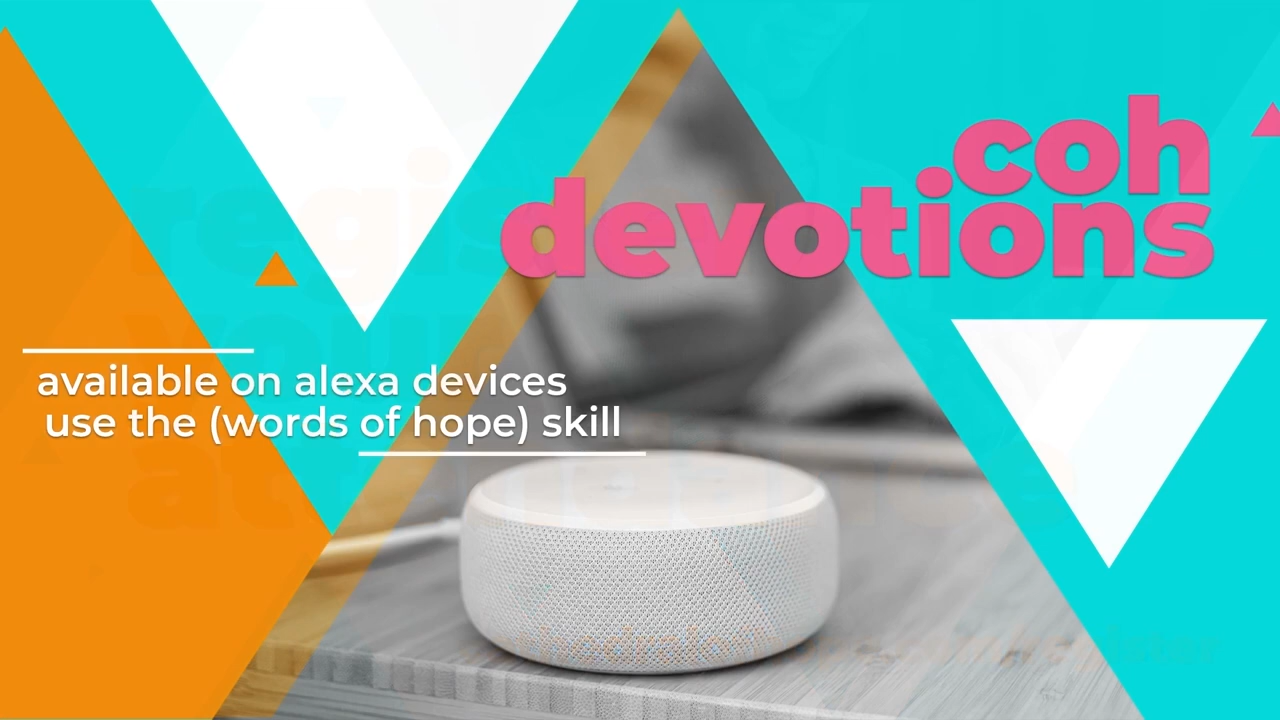 coh
devotions
available on alexa devices
use the (words of hope) skill